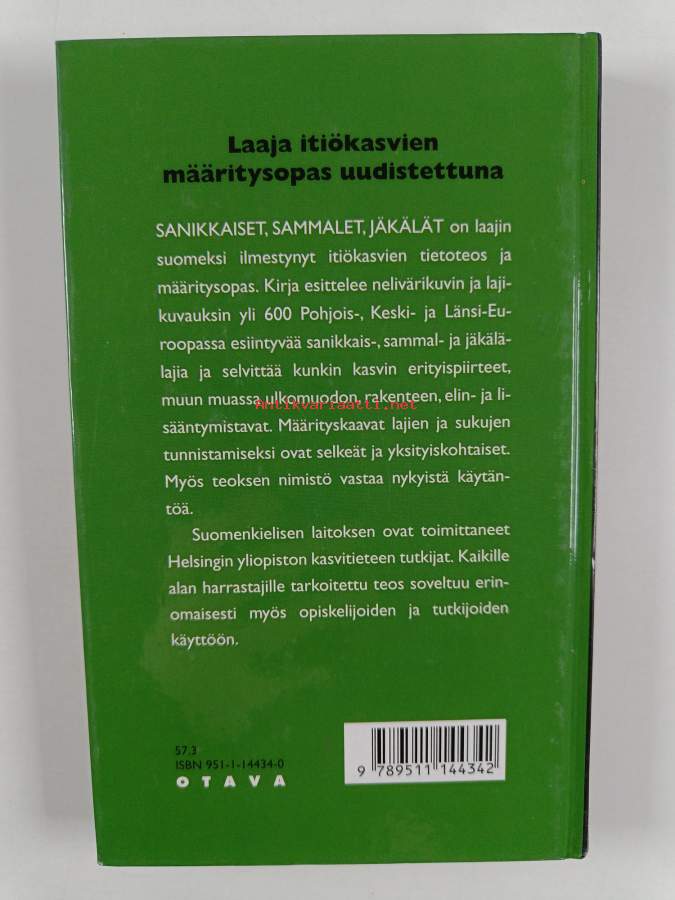 Laaja itiökasvien
määritysopas uudistettuna
SANIKKAISET, SAMMALET, JÄKÄLÄT on laajin
suomeksi ilmestynyt itiökasvien tietoteos ja
määritysopas. Kirja esittelee nelivärikuvin ja laji-
kuvauksin yli 600 Pohjois-, Keski- ja Länsi-Eu-
roopassa esiintyvää sanikkais-, sammal- ja jäkälä-
lajia ja selvittää kunkin kasvin erityispiirteet,
muun muassa ulkomuodon, rakenteen, elin- ja li-
Antikvariaatti.net
sääntymistavat. Määrityskaavat lajien ja sukujen
tunnistamiseksi ovat selkeät ja yksityiskohtaiset.
Myös teoksen nimistö vastaa nykyistä käytän-
töä.
Suomenkielisen laitoksen ovat toimittaneet
Helsingin yliopiston kasvitieteen tutkijat. Kaikille
alan harrastajille tarkoitettu teos soveltuu erin-
omaisesti myös opiskelijoiden ja tutkijoiden
käyttöön.
57.3
ISBN 951-1-14434-0
OTAVA
9 789511 144342